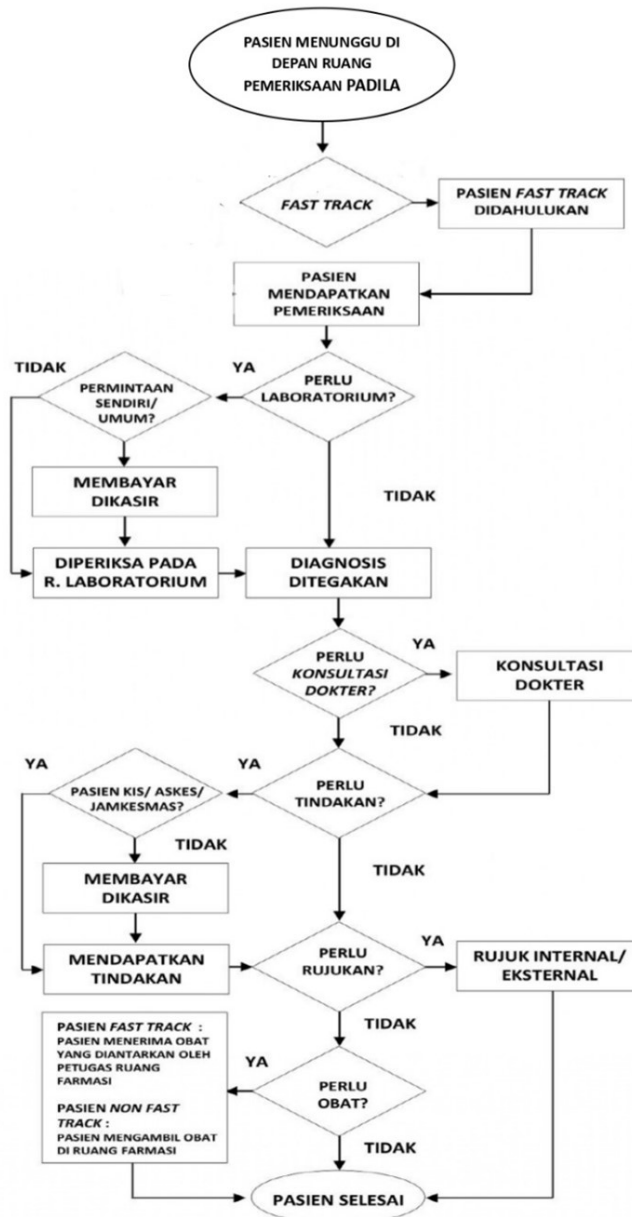 PASIEN MENUNGGU DI
DEPAN RUANG
PEMERIKSAAN PADILA
FAST TRACK
PASIEN FAST TRACK
DIDAHULUKAN
PASIEN
MENDAPATKAN
PEMERIKSAAN
TIDAK
YA
PERMINTAAN
SENDIRI/
UMUM?
PERLU
LABORATORIUM?
MEMBAYAR
DIKASIR
TIDAK
DIPERIKSA PADA
R. LABORATORIUM
DIAGNOSIS
DITEGAKAN
PERLU
KONSULTASI
DOKTER?
YA
KONSULTASI
DOKTER
TIDAK
YA
PASIEN KIS/ ASKES/
JAMKESMAS?
YA
PERLU
TINDAKAN?
TIDAK
MEMBAYAR
DIKASIR
TIDAK
MENDAPATKAN
TINDAKAN
PERLU
RUJUKAN?
YA
RUJUK INTERNAL/
EKSTERNAL
TIDAK
PASIEN FAST TRACK :
PASIEN MENERIMA OBAT
YANG DIANTARKAN OLEH
PETUGAS RUANG
FARMASI
PASIEN NON FAST
TRACK :
PASIEN MENGAMBIL OBAT
DI RUANG FARMASI
YA
PERLU
OBAT?
TIDAK
PASIEN SELESAI